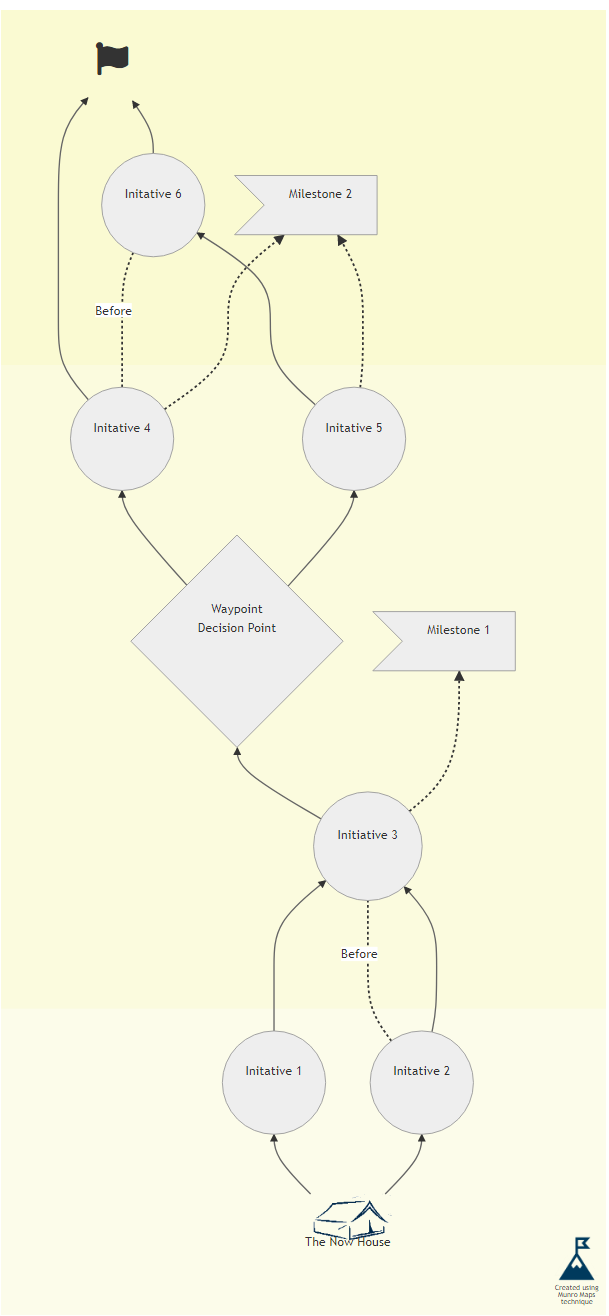 Initative 6
Milestone 2
Before
Initative 4
Initative 5
Waypoint
Decision Point
Milestone 1
Initiative 3
Before
Initative 1
Initative 2
The Now House
Created using
Munro Maps
technique